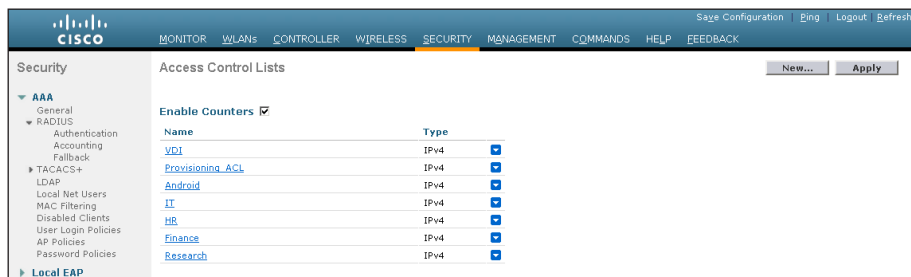 Save Configuration | Ping | Logout | Refresh
CISCO
MONITOR WLANs CONTROLLER WIRELESS SECURITY MANAGEMENT COMMANDS HELP FEEDBACK
Security
AAA
General
RADIUS
Authentication
Accounting
Fallback
TACACS+
LDAP
Local Net Users
MAC Filtering
Disabled Clients
User Login Policies
AP Policies
Password Policies
Local EAP
Access Control Lists
New...
Apply
Enable Counters
Name Type
VDI IPv4
Provisioning_ACL IPv4
Android IPv4
IT IPv4
HR IPv4
Finance IPv4
Research IPv4